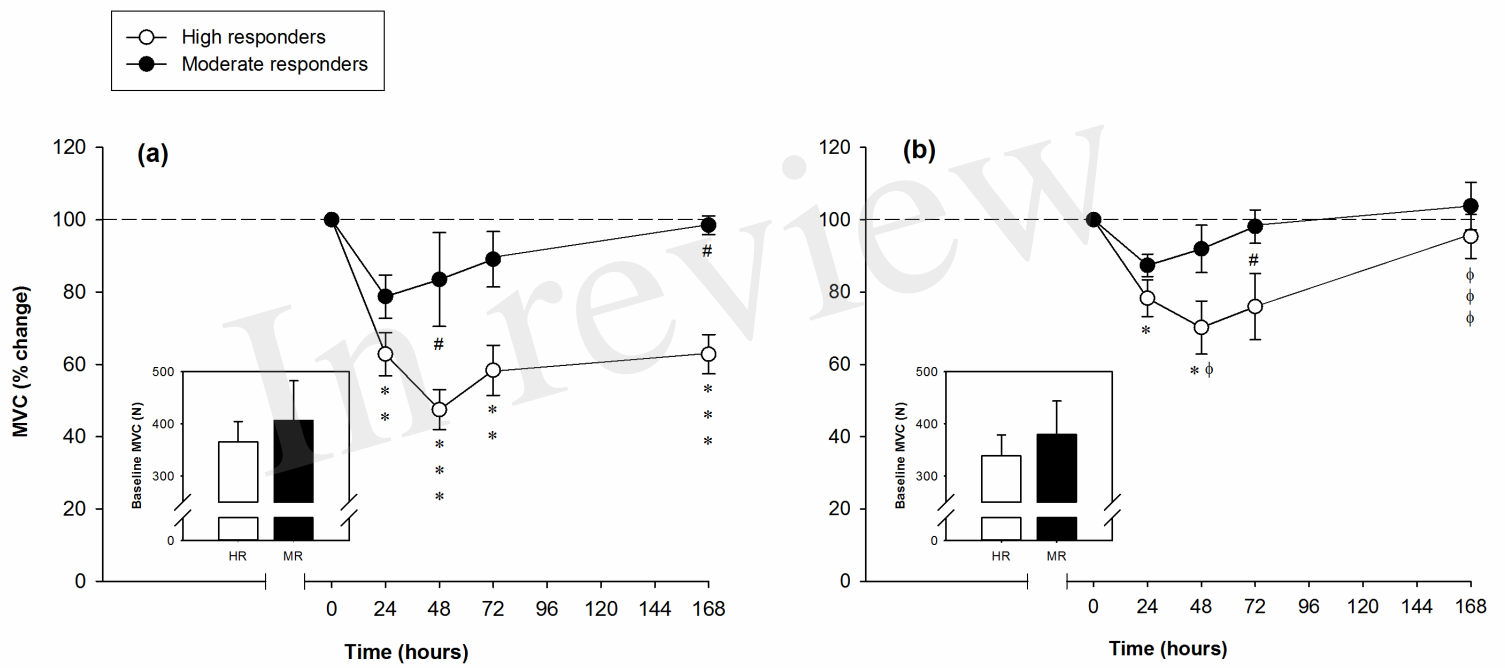 High responders
Moderate responders
(a)
120
100
80
60
40
20
0
MVC (% change)
#
#
* *
* * *
* *
* * *
500
400
300
0
Baseline MVC (N)
HR
MR
0 24 48 72 96 120 144 168
Time (hours)
(b)
120
100
80
60
40
20
0
#
*
* ϕ
ϕ ϕ ϕ
500
400
300
0
Baseline MVC (N)
HR
MR
0 24 48 72 96 120 144 168
Time (hours)
In review